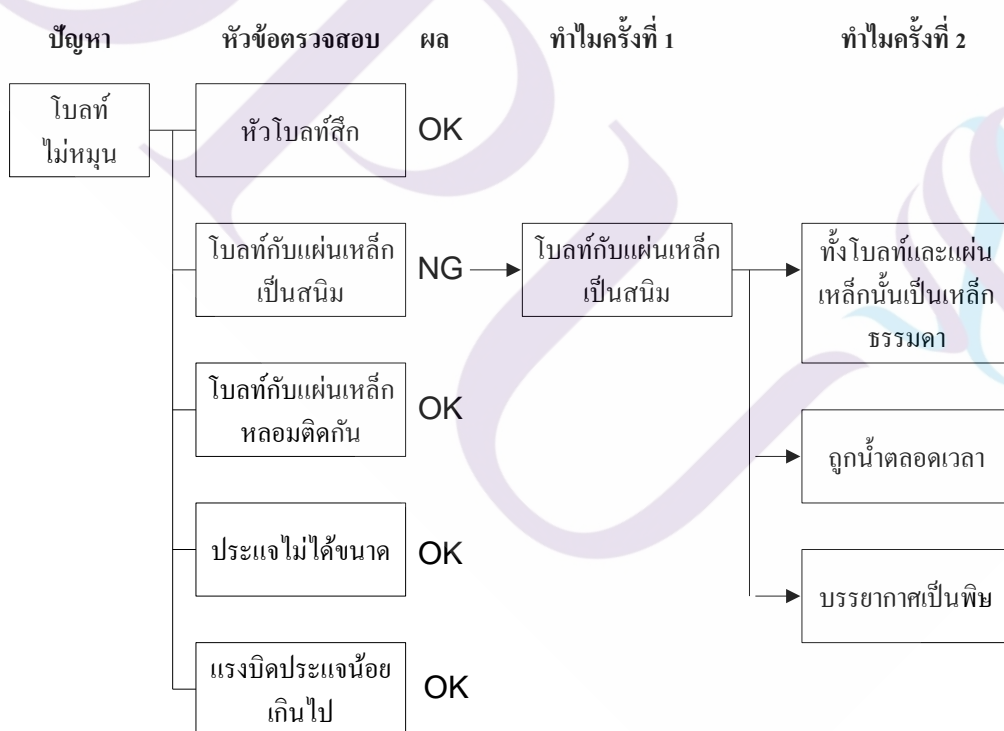 ปัญหา หัวข้อตรวจสอบ ผล ทำไมครั้งที่ 1 ทำไมครั้งที่ 2
โบลท์
ไม่หมุน
หัวโบลท์สึก
OK
โบลท์กับแผ่นเหล็ก
เป็นสนิม
NG
โบลท์กับแผ่นเหล็ก
เป็นสนิม
ทั้งโบลท์และแผ่น
เหล็กนั้นเป็นเหล็ก
ธรรมดา
โบลท์กับแผ่นเหล็ก
หลอมติดกัน
OK
ถูกน้ำตลอดเวลา
ประแจไม่ได้ขนาด
OK
บรรยากาศเป็นพิษ
แรงบิดประแจน้อย
เกินไป
OK